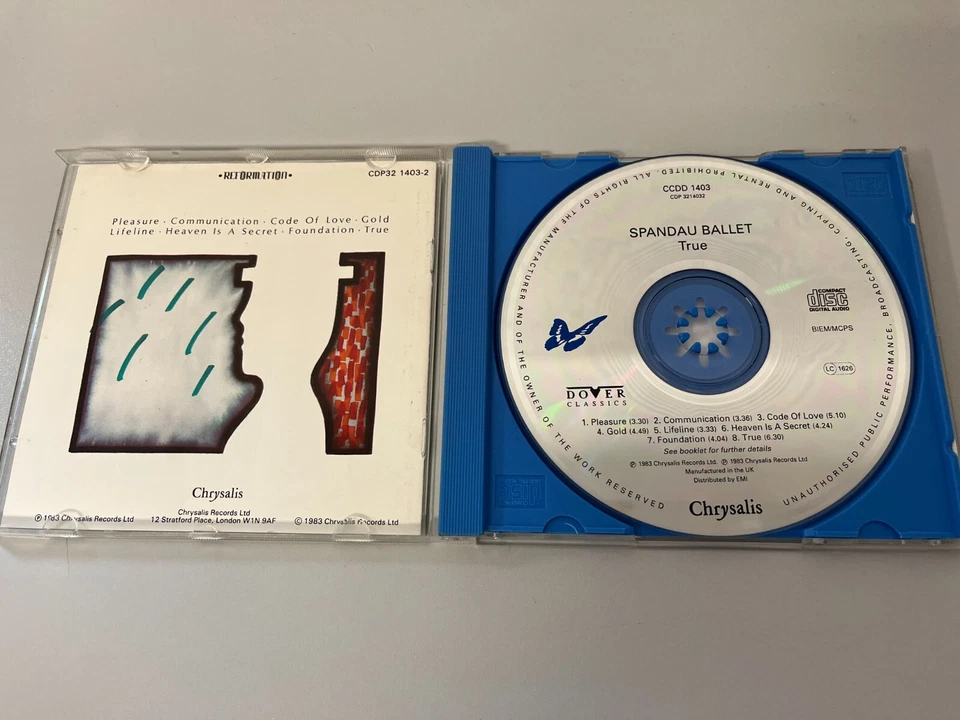 •REFORMATION•
CDP32 1403-2
Pleasure · Communication · Code Of Love · Gold
Lifeline · Heaven Is A Secret · Foundation · True
Chrysalis
Chrysalis Records Ltd
℗ 1983 Chrysalis Records Ltd
12 Stratford Place, London W1N 9AF
© 1983 Chrysalis Records Ltd
CCDD 1403
CDP 3214032
SPANDAU BALLET
True
COMPACT
disc
DIGITAL AUDIO
BIEM/MCPS
LC 1626
DOVER
CLASSICS
1. Pleasure (3.30) 2. Communication (3.36) 3. Code Of Love (5.10)
4. Gold (4.49) 5. Lifeline (3.33) 6. Heaven Is A Secret (4.24)
7. Foundation (4.04) 8. True (6.30)
See booklet for further details
℗ 1983 Chrysalis Records Ltd. ℗ 1983 Chrysalis Records Ltd.
Manufactured in the UK
Distributed by EMI
Chrysalis
ALL RIGHTS OF THE MANUFACTURER AND OF THE OWNER OF THE WORK RESERVED
UNAUTHORISED PUBLIC PERFORMANCE, BROADCASTING, COPYING AND RENTAL PROHIBITED.